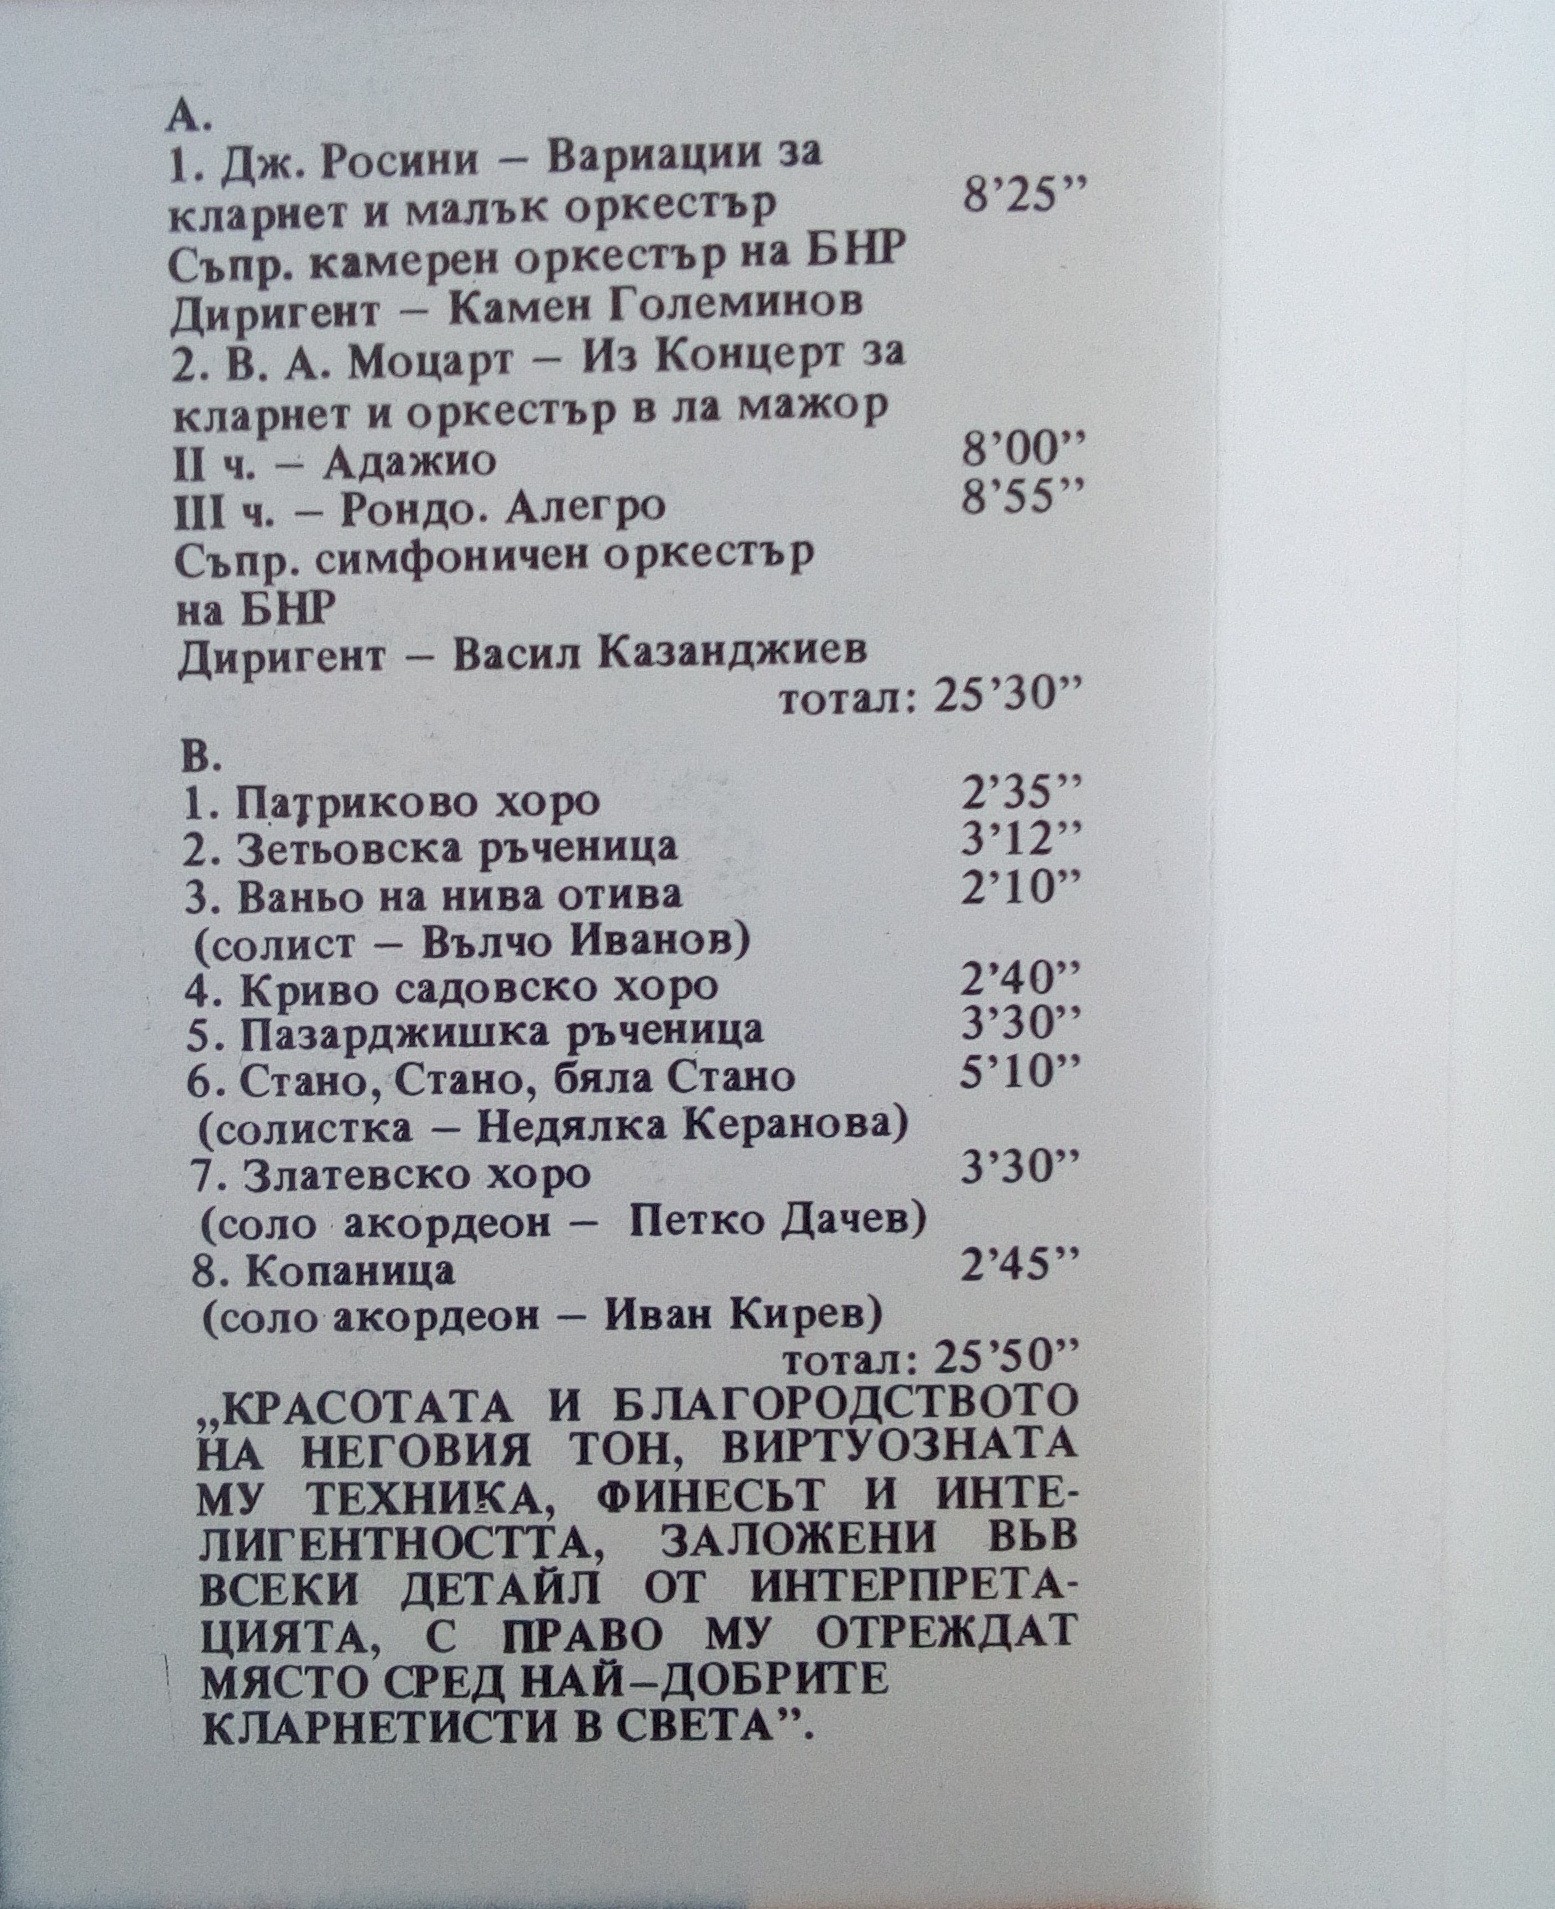 А.
1. Дж. Росини – Вариации за
кларнет и малък оркестър 8’25”
Съпр. камерен оркестър на БНР
Диригент – Камен Големинов
2. В. А. Моцарт – Из Концерт за
кларнет и оркестър в ла мажор
II ч. – Адажио 8’00”
III ч. – Рондо. Алегро 8’55”
Съпр. симфоничен оркестър
на БНР
Диригент – Васил Казанджиев
тотал: 25’30”
В.
1. Патриково хоро 2’35”
2. Зетьовска ръченица 3’12”
3. Ваньо на нива отива 2’10”
(солист – Вълчо Иванов)
4. Криво садовско хоро 2’40”
5. Пазарджишка ръченица 3’30”
6. Стано, Стано, бяла Стано 5’10”
(солистка – Недялка Керанова)
7. Златевско хоро 3’30”
(соло акордеон – Петко Дачев)
8. Копаница 2’45”
(соло акордеон – Иван Кирев)
тотал: 25’50”
„КРАСОТАТА И БЛАГОРОДСТВОТО
НА НЕГОВИЯ ТОН, ВИРТУОЗНАТА
МУ ТЕХНИКА, ФИНЕСЪТ И ИНТЕ-
ЛИГЕНТНОСТТА, ЗАЛОЖЕНИ ВЪВ
ВСЕКИ ДЕТАЙЛ ОТ ИНТЕРПРЕТА-
ЦИЯТА, С ПРАВО МУ ОТРЕЖДАТ
МЯСТО СРЕД НАЙ–ДОБРИТЕ
КЛАРНЕТИСТИ В СВЕТА”.